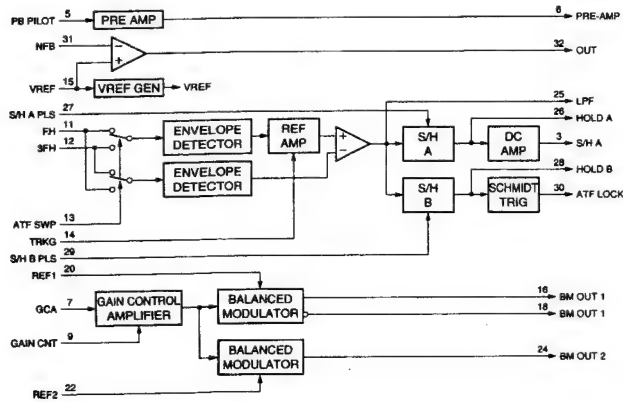 PB PILOT 5 PRE AMP 6 PRE-AMP
NFB 31 − 32 OUT
+
VREF 15 VREF GEN VREF
25 LPF
S/H A PLS 27 26 HOLD A
FH 11 ENVELOPE DETECTOR REF AMP + − S/H A DC AMP 3 S/H A
3FH 12
28 HOLD B
ENVELOPE DETECTOR S/H B SCHMIDT TRIG 30 ATF LOCK
ATF SWP 13
TRKG 14
S/H B PLS 29
REF1 20
16 BM OUT 1
GCA 7 GAIN CONTROL AMPLIFIER BALANCED MODULATOR 18 BM OUT 1
GAIN CNT 9
BALANCED MODULATOR 24 BM OUT 2
REF2 22